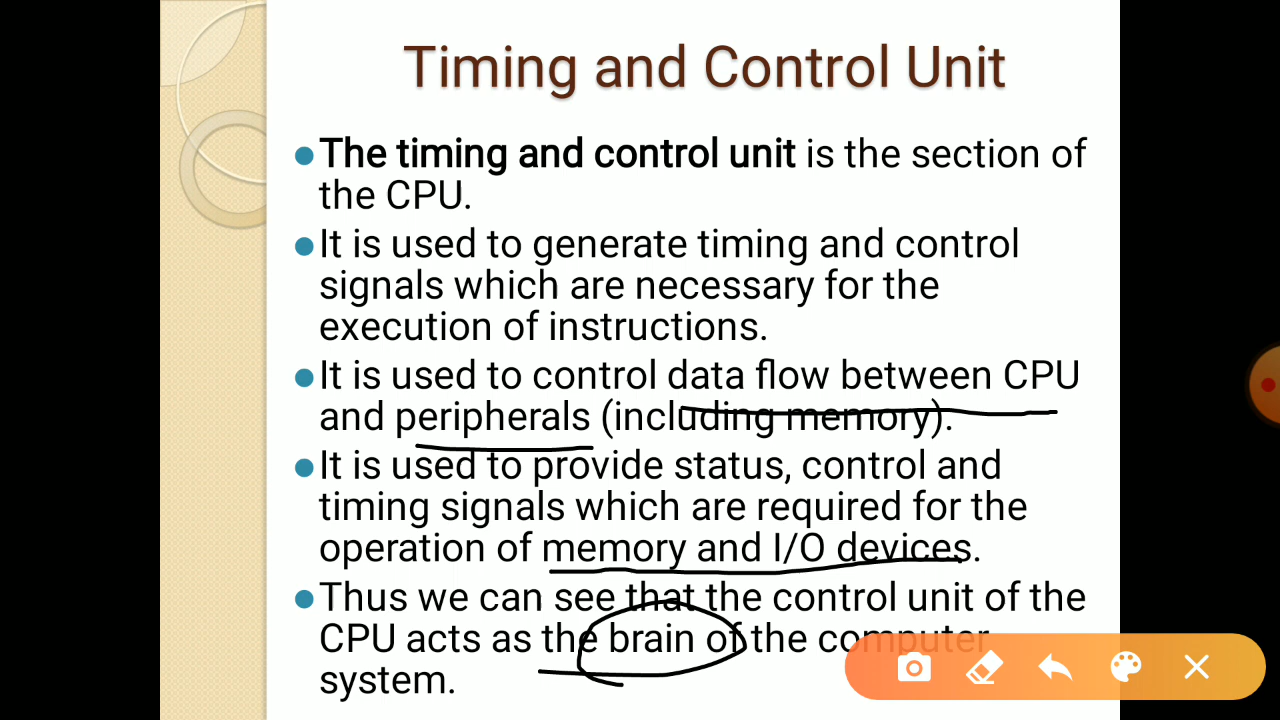 Timing and Control Unit
The timing and control unit is the section of
the CPU.
It is used to generate timing and control
signals which are necessary for the
execution of instructions.
It is used to control data flow between CPU
and peripherals (including memory).
It is used to provide status, control and
timing signals which are required for the
operation of memory and I/O devices.
Thus we can see that the control unit of the
CPU acts as the brain of the computer
system.